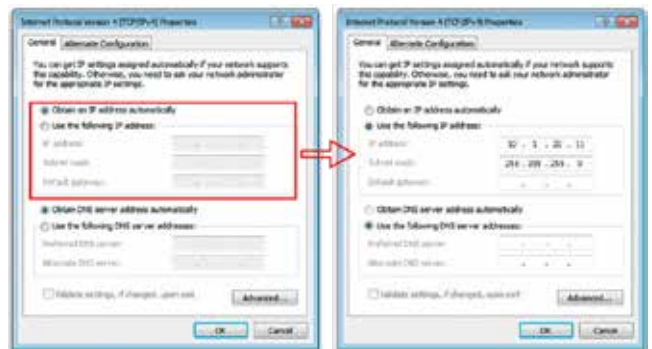 Internet Protocol Version 4 (TCP/IPv4) Properties
General Alternate Configuration
You can get IP settings assigned automatically if your network supports
this capability. Otherwise, you need to ask your network administrator
for the appropriate IP settings.
Obtain an IP address automatically
Use the following IP address:
IP address:
Subnet mask:
Default gateway:
Obtain DNS server address automatically
Use the following DNS server addresses:
Preferred DNS server:
Alternate DNS server:
Validate settings, if changed, upon exit
Advanced...
OK Cancel
Internet Protocol Version 4 (TCP/IPv4) Properties
General Alternate Configuration
You can get IP settings assigned automatically if your network supports
this capability. Otherwise, you need to ask your network administrator
for the appropriate IP settings.
Obtain an IP address automatically
Use the following IP address:
IP address:
Subnet mask: 255 . 255 . 255 . 0
Default gateway:
Obtain DNS server address automatically
Use the following DNS server addresses:
Preferred DNS server:
Alternate DNS server:
Validate settings, if changed, upon exit
Advanced...
OK Cancel